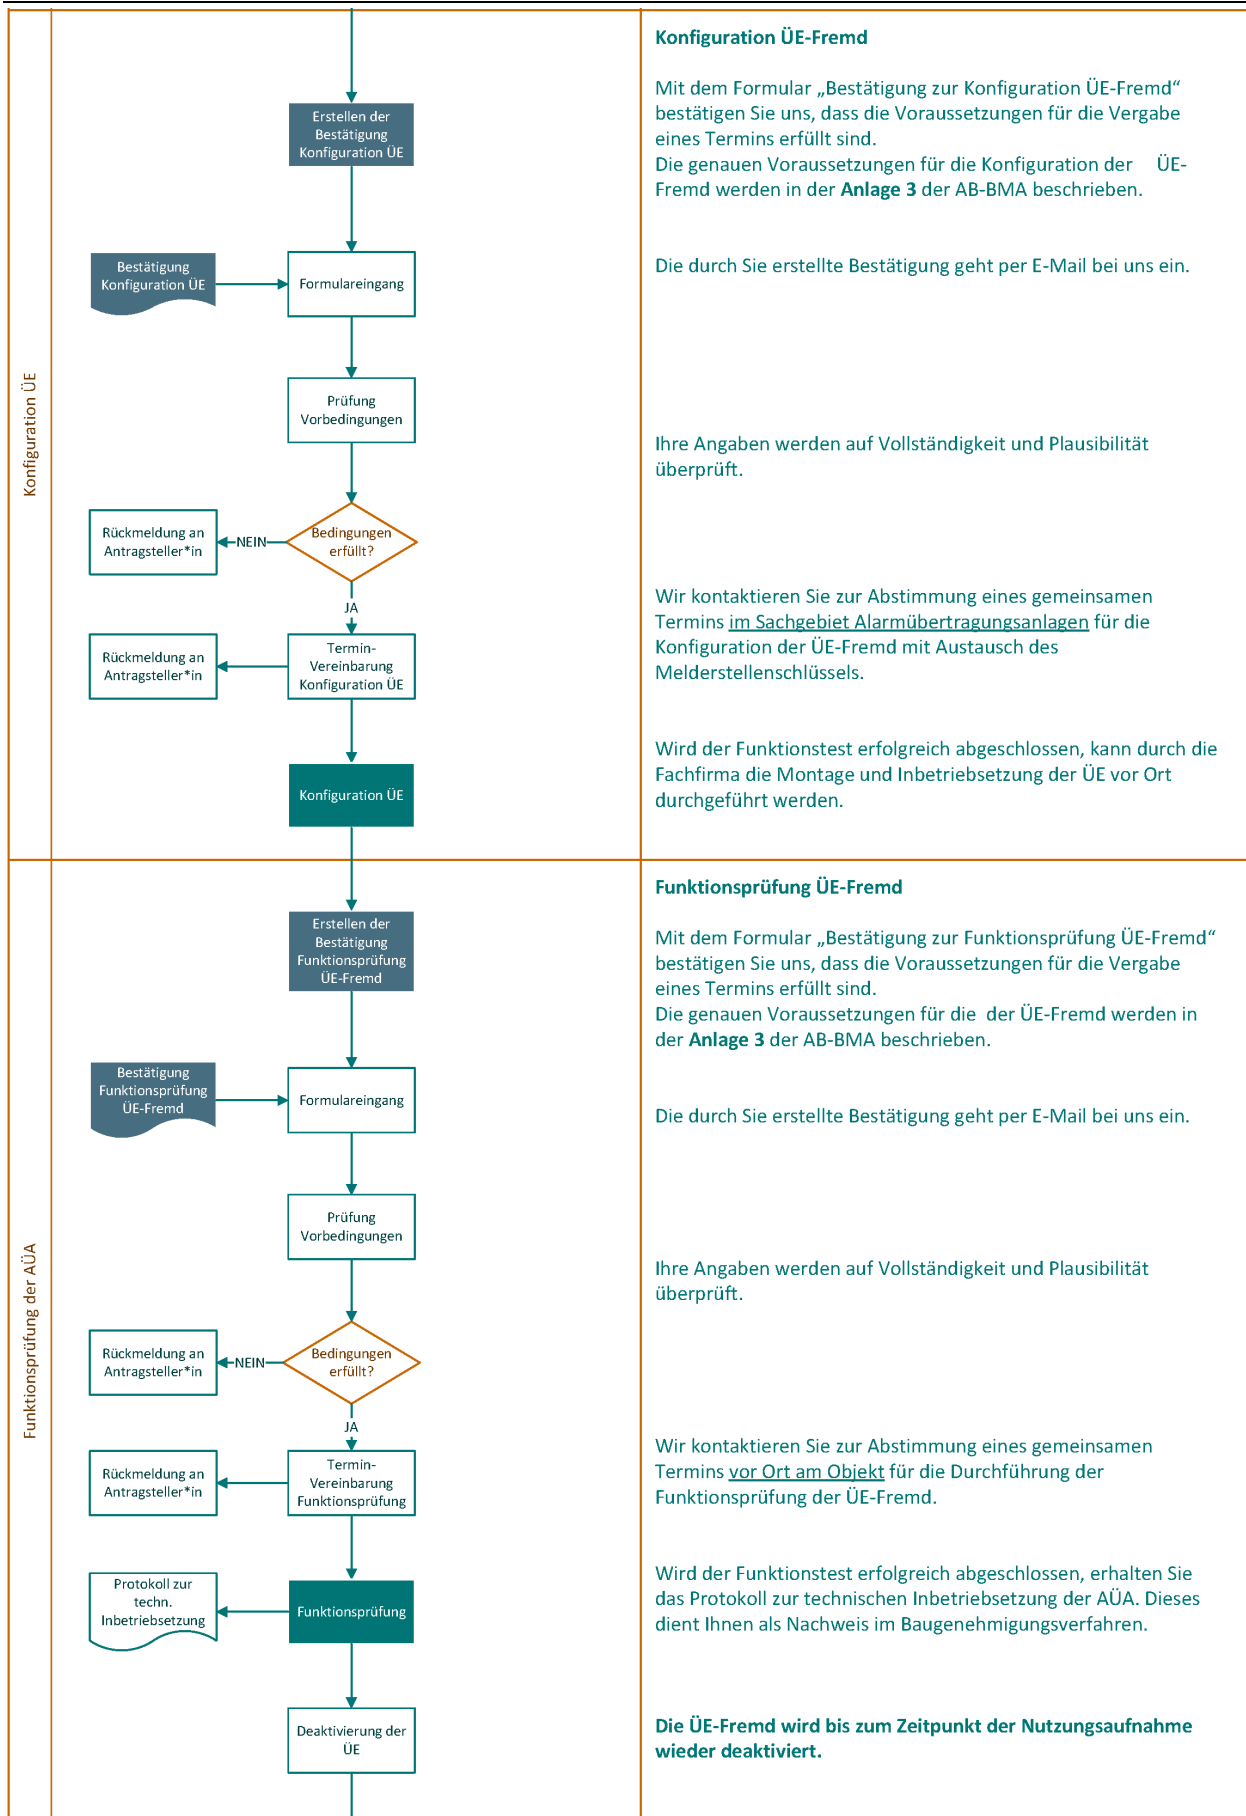 Konfiguration ÜE
Erstellen der
Bestätigung
Konfiguration ÜE
Bestätigung
Konfiguration ÜE
Formulareingang
Prüfung
Vorbedingungen
Bedingungen
erfüllt?
NEIN
Rückmeldung an
Antragsteller*in
JA
Termin-
Vereinbarung
Konfiguration ÜE
Rückmeldung an
Antragsteller*in
Konfiguration ÜE
Konfiguration ÜE-Fremd
Mit dem Formular „Bestätigung zur Konfiguration ÜE-Fremd“
bestätigen Sie uns, dass die Voraussetzungen für die Vergabe
eines Termins erfüllt sind.
Die genauen Voraussetzungen für die Konfiguration der ÜE-
Fremd werden in der Anlage 3 der AB-BMA beschrieben.
Die durch Sie erstellte Bestätigung geht per E-Mail bei uns ein.
Ihre Angaben werden auf Vollständigkeit und Plausibilität
überprüft.
Wir kontaktieren Sie zur Abstimmung eines gemeinsamen
Termins im Sachgebiet Alarmübertragungsanlagen für die
Konfiguration der ÜE-Fremd mit Austausch des
Melderstellenschlüssels.
Wird der Funktionstest erfolgreich abgeschlossen, kann durch die
Fachfirma die Montage und Inbetriebsetzung der ÜE vor Ort
durchgeführt werden.
Funktionsprüfung der AÜA
Erstellen der
Bestätigung
Funktionsprüfung
ÜE-Fremd
Bestätigung
Funktionsprüfung
ÜE-Fremd
Formulareingang
Prüfung
Vorbedingungen
Bedingungen
erfüllt?
NEIN
Rückmeldung an
Antragsteller*in
JA
Termin-
Vereinbarung
Funktionsprüfung
Rückmeldung an
Antragsteller*in
Funktionsprüfung
Protokoll zur
techn.
Inbetriebsetzung
Deaktivierung der
ÜE
Funktionsprüfung ÜE-Fremd
Mit dem Formular „Bestätigung zur Funktionsprüfung ÜE-Fremd“
bestätigen Sie uns, dass die Voraussetzungen für die Vergabe
eines Termins erfüllt sind.
Die genauen Voraussetzungen für die der ÜE-Fremd werden in
der Anlage 3 der AB-BMA beschrieben.
Die durch Sie erstellte Bestätigung geht per E-Mail bei uns ein.
Ihre Angaben werden auf Vollständigkeit und Plausibilität
überprüft.
Wir kontaktieren Sie zur Abstimmung eines gemeinsamen
Termins vor Ort am Objekt für die Durchführung der
Funktionsprüfung der ÜE-Fremd.
Wird der Funktionstest erfolgreich abgeschlossen, erhalten Sie
das Protokoll zur technischen Inbetriebsetzung der AÜA. Dieses
dient Ihnen als Nachweis im Baugenehmigungsverfahren.
Die ÜE-Fremd wird bis zum Zeitpunkt der Nutzungsaufnahme
wieder deaktiviert.